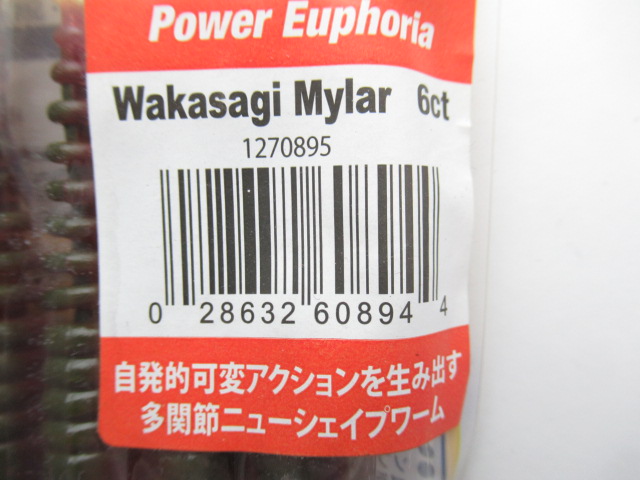 Power Euphoria
Wakasagi Mylar 6ct
1270895
0 28632 60894 4
自発的可変アクションを生み出す
多関節ニューシェイプワーム